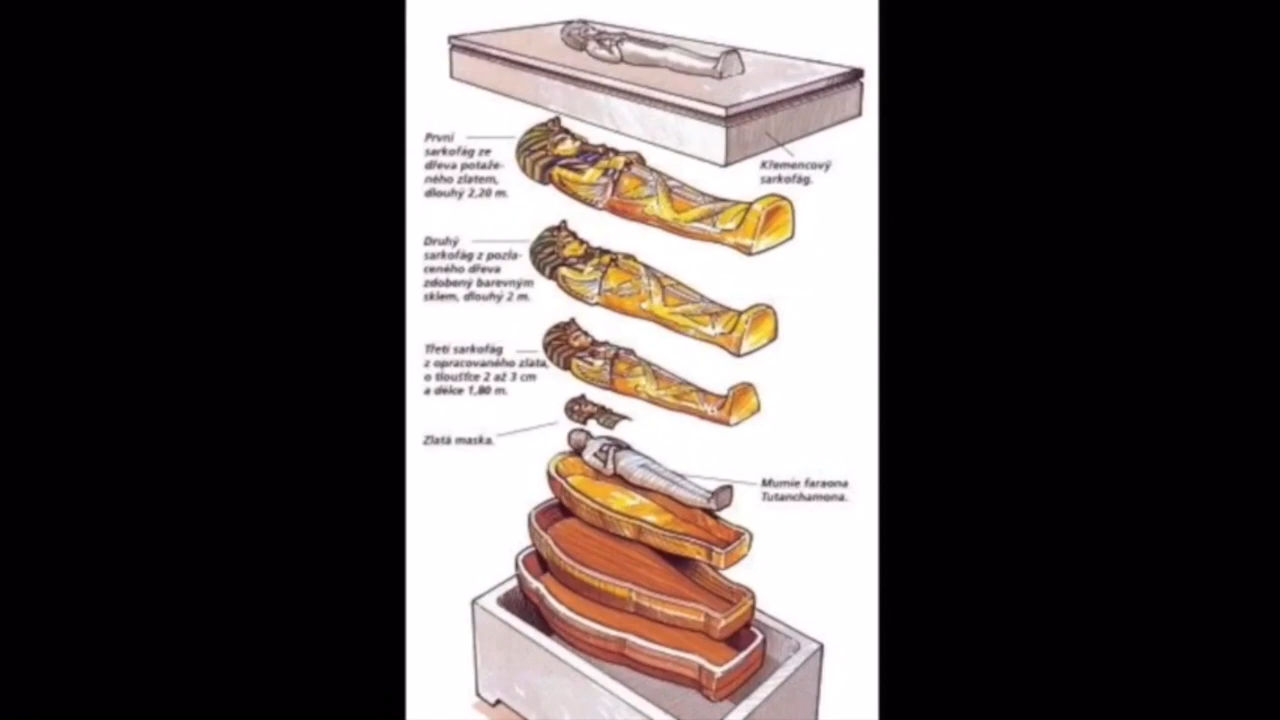 První
sarkofág ze
dřeva potaže-
ného zlatem,
dlouhý 2,20 m.
Křemencový
sarkofág.
Druhý
sarkofág z pozla-
ceného dřeva
zdobený barevným
sklem, dlouhý 2 m.
Třetí sarkofág
z opracovaného zlata,
o tloušťce 2 až 3 cm
a délce 1,80 m.
Zlatá maska.
Mumie faraona
Tutanchamona.